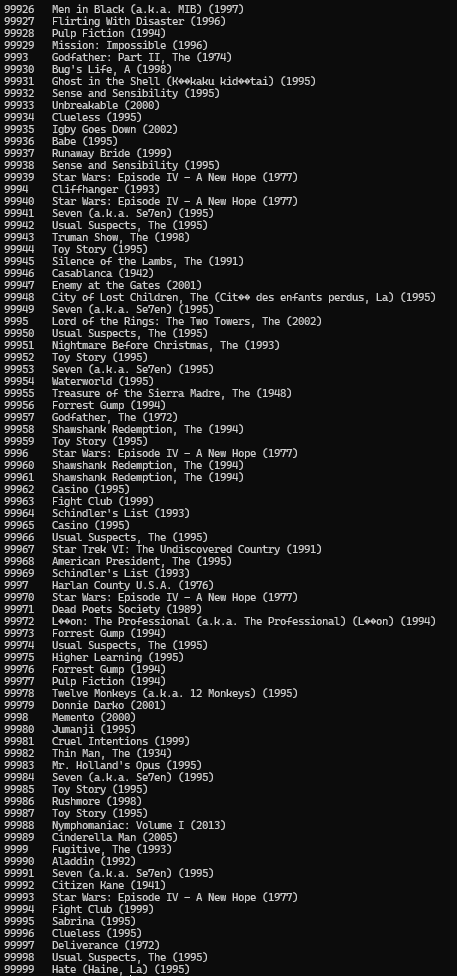 99926 Men in Black (a.k.a. MIB) (1997)
99927 Flirting With Disaster (1996)
99928 Pulp Fiction (1994)
99929 Mission: Impossible (1996)
9993 Godfather: Part II, The (1974)
99930 Bug's Life, A (1998)
99931 Ghost in the Shell (K��kaku kid��tai) (1995)
99932 Sense and Sensibility (1995)
99933 Unbreakable (2000)
99934 Clueless (1995)
99935 Igby Goes Down (2002)
99936 Babe (1995)
99937 Runaway Bride (1999)
99938 Sense and Sensibility (1995)
99939 Star Wars: Episode IV - A New Hope (1977)
9994 Cliffhanger (1993)
99940 Star Wars: Episode IV - A New Hope (1977)
99941 Seven (a.k.a. Se7en) (1995)
99942 Usual Suspects, The (1995)
99943 Truman Show, The (1998)
99944 Toy Story (1995)
99945 Silence of the Lambs, The (1991)
99946 Casablanca (1942)
99947 Enemy at the Gates (2001)
99948 City of Lost Children, The (Cit�� des enfants perdus, La) (1995)
99949 Seven (a.k.a. Se7en) (1995)
9995 Lord of the Rings: The Two Towers, The (2002)
99950 Usual Suspects, The (1995)
99951 Nightmare Before Christmas, The (1993)
99952 Toy Story (1995)
99953 Seven (a.k.a. Se7en) (1995)
99954 Waterworld (1995)
99955 Treasure of the Sierra Madre, The (1948)
99956 Forrest Gump (1994)
99957 Godfather, The (1972)
99958 Shawshank Redemption, The (1994)
99959 Toy Story (1995)
9996 Star Wars: Episode IV - A New Hope (1977)
99960 Shawshank Redemption, The (1994)
99961 Shawshank Redemption, The (1994)
99962 Casino (1995)
99963 Fight Club (1999)
99964 Schindler's List (1993)
99965 Casino (1995)
99966 Usual Suspects, The (1995)
99967 Star Trek VI: The Undiscovered Country (1991)
99968 American President, The (1995)
99969 Schindler's List (1993)
9997 Harlan County U.S.A. (1976)
99970 Star Wars: Episode IV - A New Hope (1977)
99971 Dead Poets Society (1989)
99972 L��on: The Professional (a.k.a. The Professional) (L��on) (1994)
99973 Forrest Gump (1994)
99974 Usual Suspects, The (1995)
99975 Higher Learning (1995)
99976 Forrest Gump (1994)
99977 Pulp Fiction (1994)
99978 Twelve Monkeys (a.k.a. 12 Monkeys) (1995)
99979 Donnie Darko (2001)
9998 Memento (2000)
99980 Jumanji (1995)
99981 Cruel Intentions (1999)
99982 Thin Man, The (1934)
99983 Mr. Holland's Opus (1995)
99984 Seven (a.k.a. Se7en) (1995)
99985 Toy Story (1995)
99986 Rushmore (1998)
99987 Toy Story (1995)
99988 Nymphomaniac: Volume I (2013)
99989 Cinderella Man (2005)
9999 Fugitive, The (1993)
99990 Aladdin (1992)
99991 Seven (a.k.a. Se7en) (1995)
99992 Citizen Kane (1941)
99993 Star Wars: Episode IV - A New Hope (1977)
99994 Fight Club (1999)
99995 Sabrina (1995)
99996 Clueless (1995)
99997 Deliverance (1972)
99998 Usual Suspects, The (1995)
99999 Hate (Haine, La) (1995)